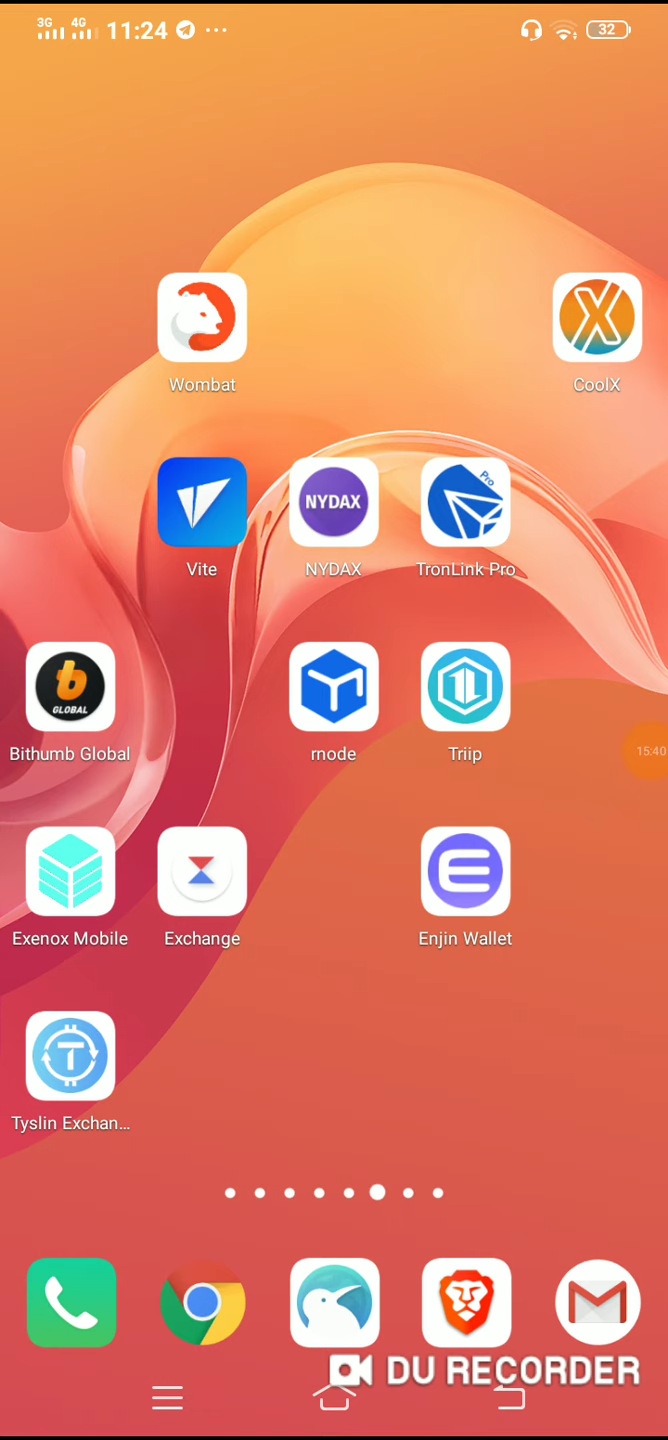 3G 4G 11:24 32
Wombat CoolX
Pro
NYDAX
Vite NYDAX TronLink Pro
GLOBAL
Bithumb Global rnode Triip
15:40
Exenox Mobile Exchange Enjin Wallet
Tyslin Exchan...
DU RECORDER